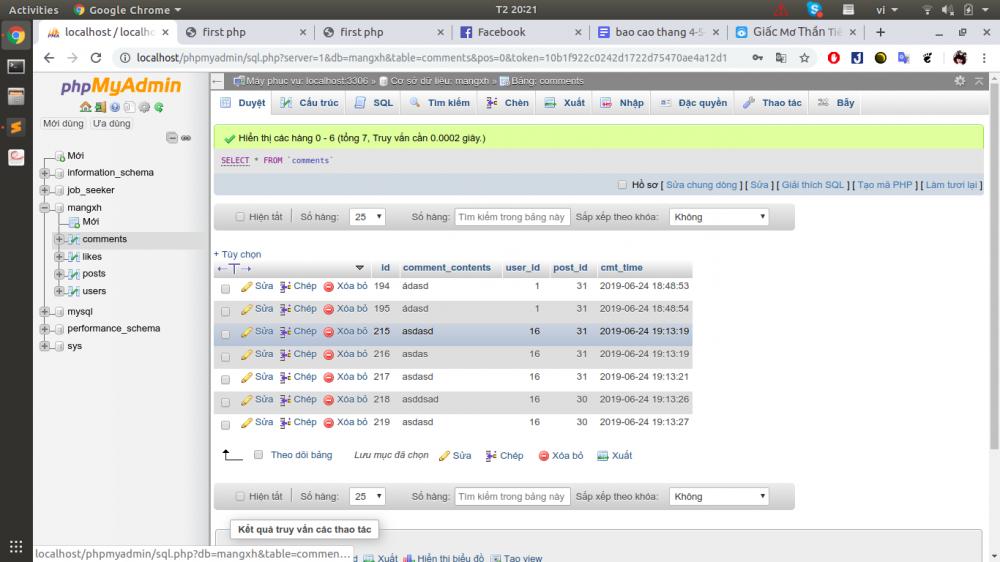 Activities Google Chrome T2 20:21 vi
localhost / localho first php first php Facebook bao cao thang 4-5- Giấc Mơ Thần Tiê
localhost/phpmyadmin/sql.php?server=1&db=mangxh&table=comments&pos=0&token=10b1f922c0242d1722d75470ae4a12d1
phpMyAdmin
Mới dùng Ưa dùng
Mới
information_schema
job_seeker
mangxh
Mới
comments
likes
posts
users
mysql
performance_schema
sys
Máy phục vụ: localhost:3306 » Cơ sở dữ liệu: mangxh » Bảng: comments
Duyệt Cấu trúc SQL Tìm kiếm Chèn Xuất Nhập Đặc quyền Thao tác Bẫy
Hiển thị các hàng 0 - 6 (tổng 7, Truy vấn cần 0.0002 giây.)
SELECT * FROM `comments`
Hồ sơ [ Sửa chung dòng ] [ Sửa ] [ Giải thích SQL ] [ Tạo mã PHP ] [ Làm tươi lại ]
Hiện tất Số hàng: 25 Số hàng: Tìm kiếm trong bảng này Sắp xếp theo khóa: Không
+ Tùy chọn
←T→ id comment_contents user_id post_id cmt_time
Sửa Chép Xóa bỏ 194 ádasd 1 31 2019-06-24 18:48:53
Sửa Chép Xóa bỏ 195 ádasd 1 31 2019-06-24 18:48:54
Sửa Chép Xóa bỏ 215 asdasd 16 31 2019-06-24 19:13:19
Sửa Chép Xóa bỏ 216 asdas 16 31 2019-06-24 19:13:19
Sửa Chép Xóa bỏ 217 asdasd 16 31 2019-06-24 19:13:21
Sửa Chép Xóa bỏ 218 asddsad 16 30 2019-06-24 19:13:26
Sửa Chép Xóa bỏ 219 asdasd 16 30 2019-06-24 19:13:27
Theo dõi bảng Lưu mục đã chọn Sửa Chép Xóa bỏ Xuất
Hiện tất Số hàng: 25 Số hàng: Tìm kiếm trong bảng này Sắp xếp theo khóa: Không
Kết quả truy vấn các thao tác
localhost/phpmyadmin/sql.php?db=mangxh&table=commen... Xuất Hiển thị biểu đồ Tạo view